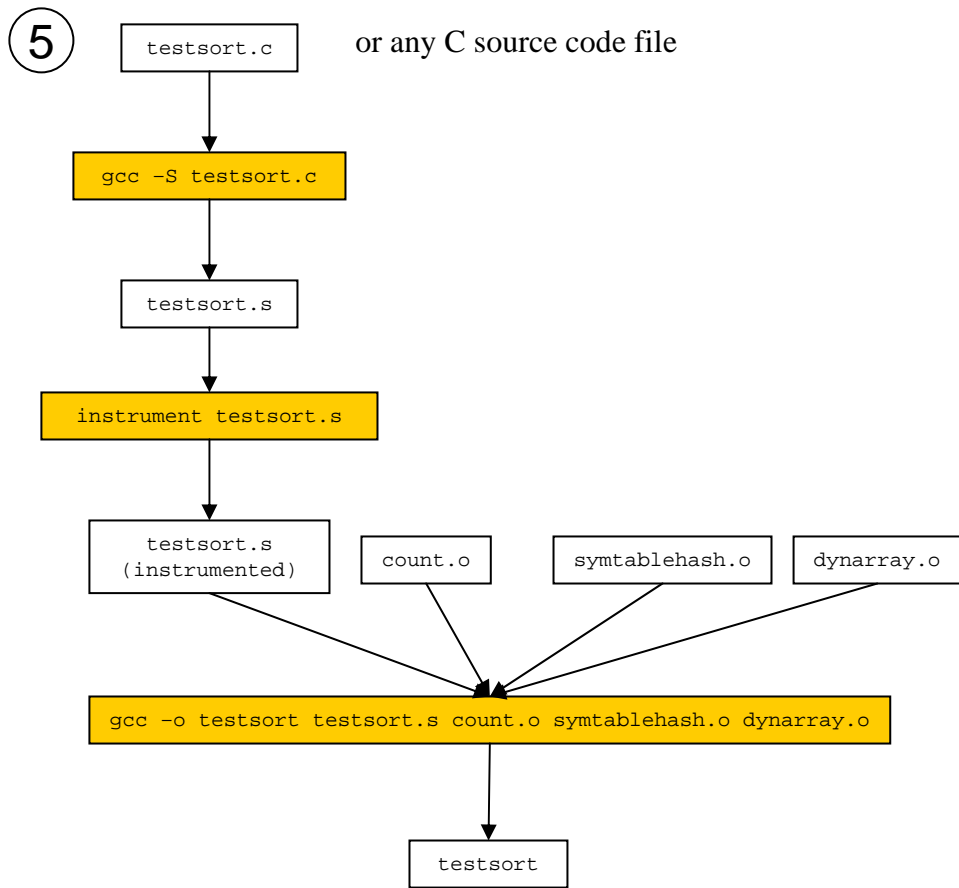 5
testsort.c
or any C source code file
gcc –S testsort.c
testsort.s
instrument testsort.s
testsort.s
(instrumented)
count.o
symtablehash.o
dynarray.o
gcc –o testsort testsort.s count.o symtablehash.o dynarray.o
testsort